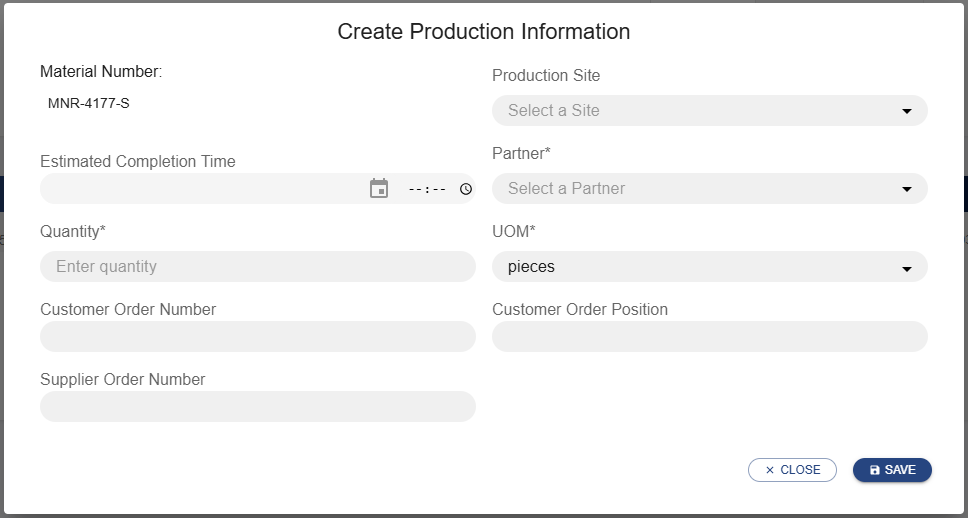 Create Production Information
Material Number:
MNR-4177-S
Production Site
Select a Site
Estimated Completion Time
--:--
Partner*
Select a Partner
Quantity*
Enter quantity
UOM*
pieces
Customer Order Number
Customer Order Position
Supplier Order Number
CLOSE
SAVE